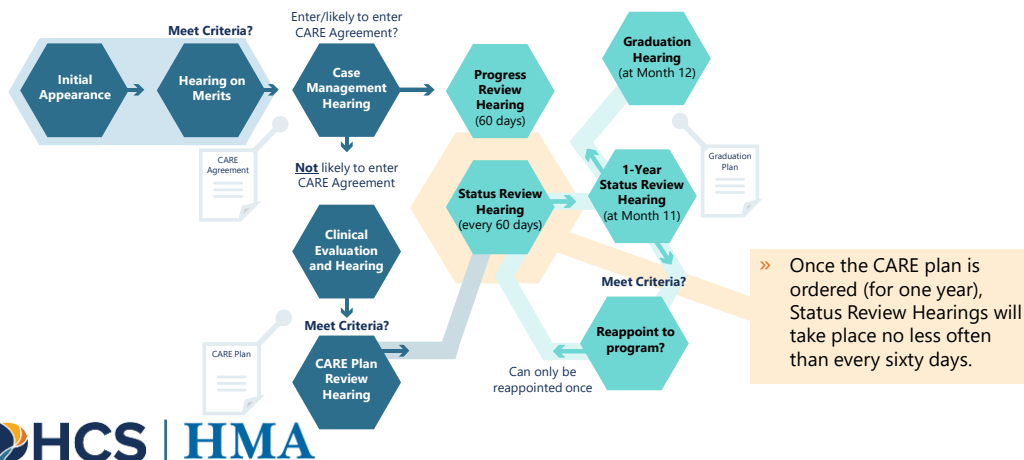 Initial
Appearance
Meet Criteria?
Hearing on
Merits
CARE
Agreement
Enter/likely to enter
CARE Agreement?
Case
Management
Hearing
Not likely to enter
CARE Agreement
Clinical
Evaluation
and Hearing
Meet Criteria?
CARE Plan
Review
Hearing
CARE Plan
Progress
Review
Hearing
(60 days)
Status Review
Hearing
(every 60 days)
1-Year
Status Review
Hearing
(at Month 11)
Graduation
Hearing
(at Month 12)
Graduation
Plan
Meet Criteria?
Reappoint to
program?
Can only be
reappointed once
» Once the CARE plan is
ordered (for one year),
Status Review Hearings will
take place no less often
than every sixty days.
HCS
HMA